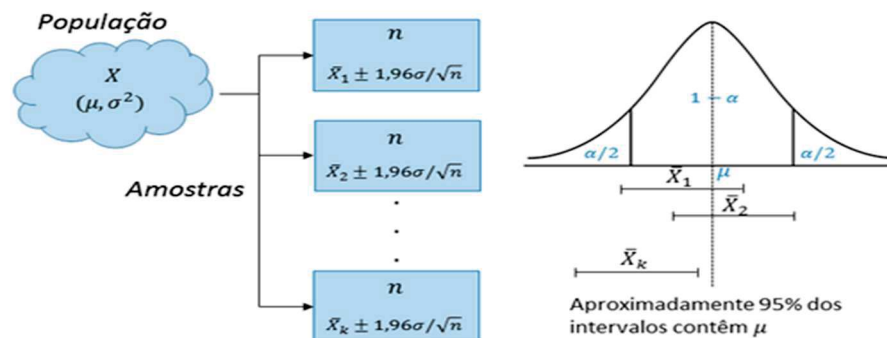 População
X
(μ, σ²)
Amostras
n
X̄₁ ± 1,96σ/√n
n
X̄₂ ± 1,96σ/√n
.
.
.
n
X̄ₖ ± 1,96σ/√n
1 − α
α/2
α/2
μ
X̄₁
X̄₂
X̄ₖ
Aproximadamente 95% dos
intervalos contêm μ